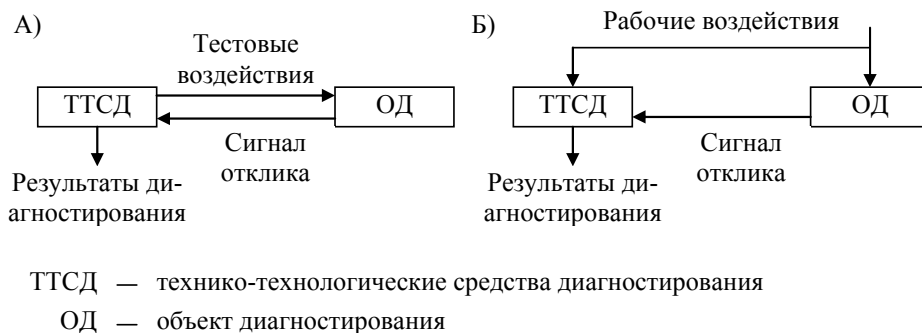 А)
Тестовые
воздействия
ТТСД
ОД
Сигнал
отклика
Результаты ди-
агностирования
Б)
Рабочие воздействия
ТТСД
ОД
Сигнал
отклика
Результаты ди-
агностирования
ТТСД — технико-технологические средства диагностирования
ОД — объект диагностирования